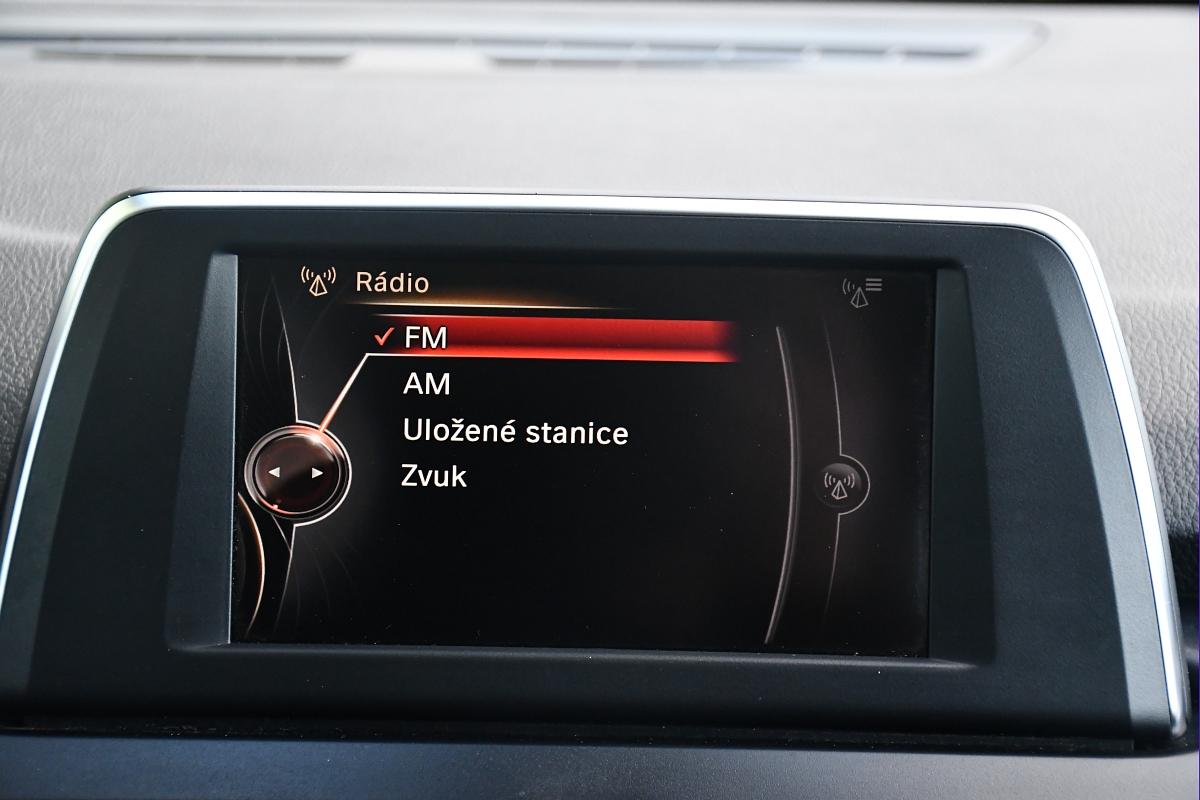 Rádio
FM
AM
Uložené stanice
Zvuk